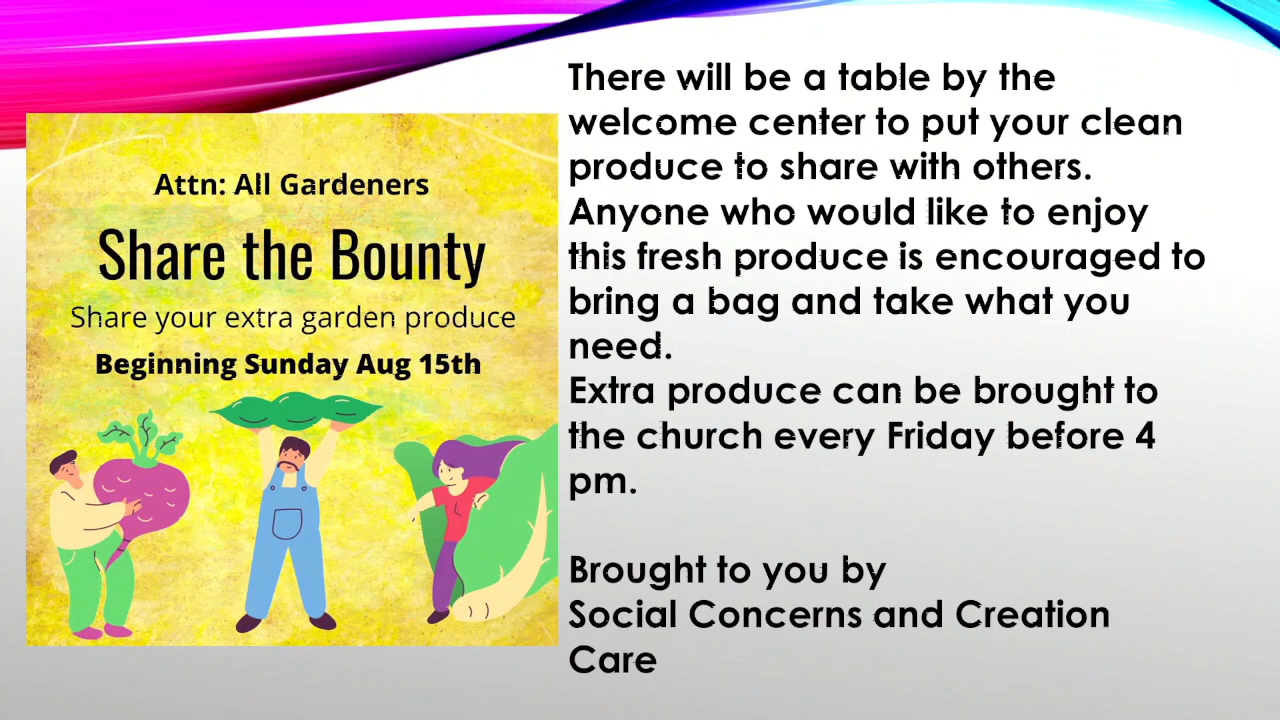 Attn: All Gardeners
Share the Bounty
Share your extra garden produce
Beginning Sunday Aug 15th
There will be a table by the
welcome center to put your clean
produce to share with others.
Anyone who would like to enjoy
this fresh produce is encouraged to
bring a bag and take what you
need.
Extra produce can be brought to
the church every Friday before 4
pm.
Brought to you by
Social Concerns and Creation
Care